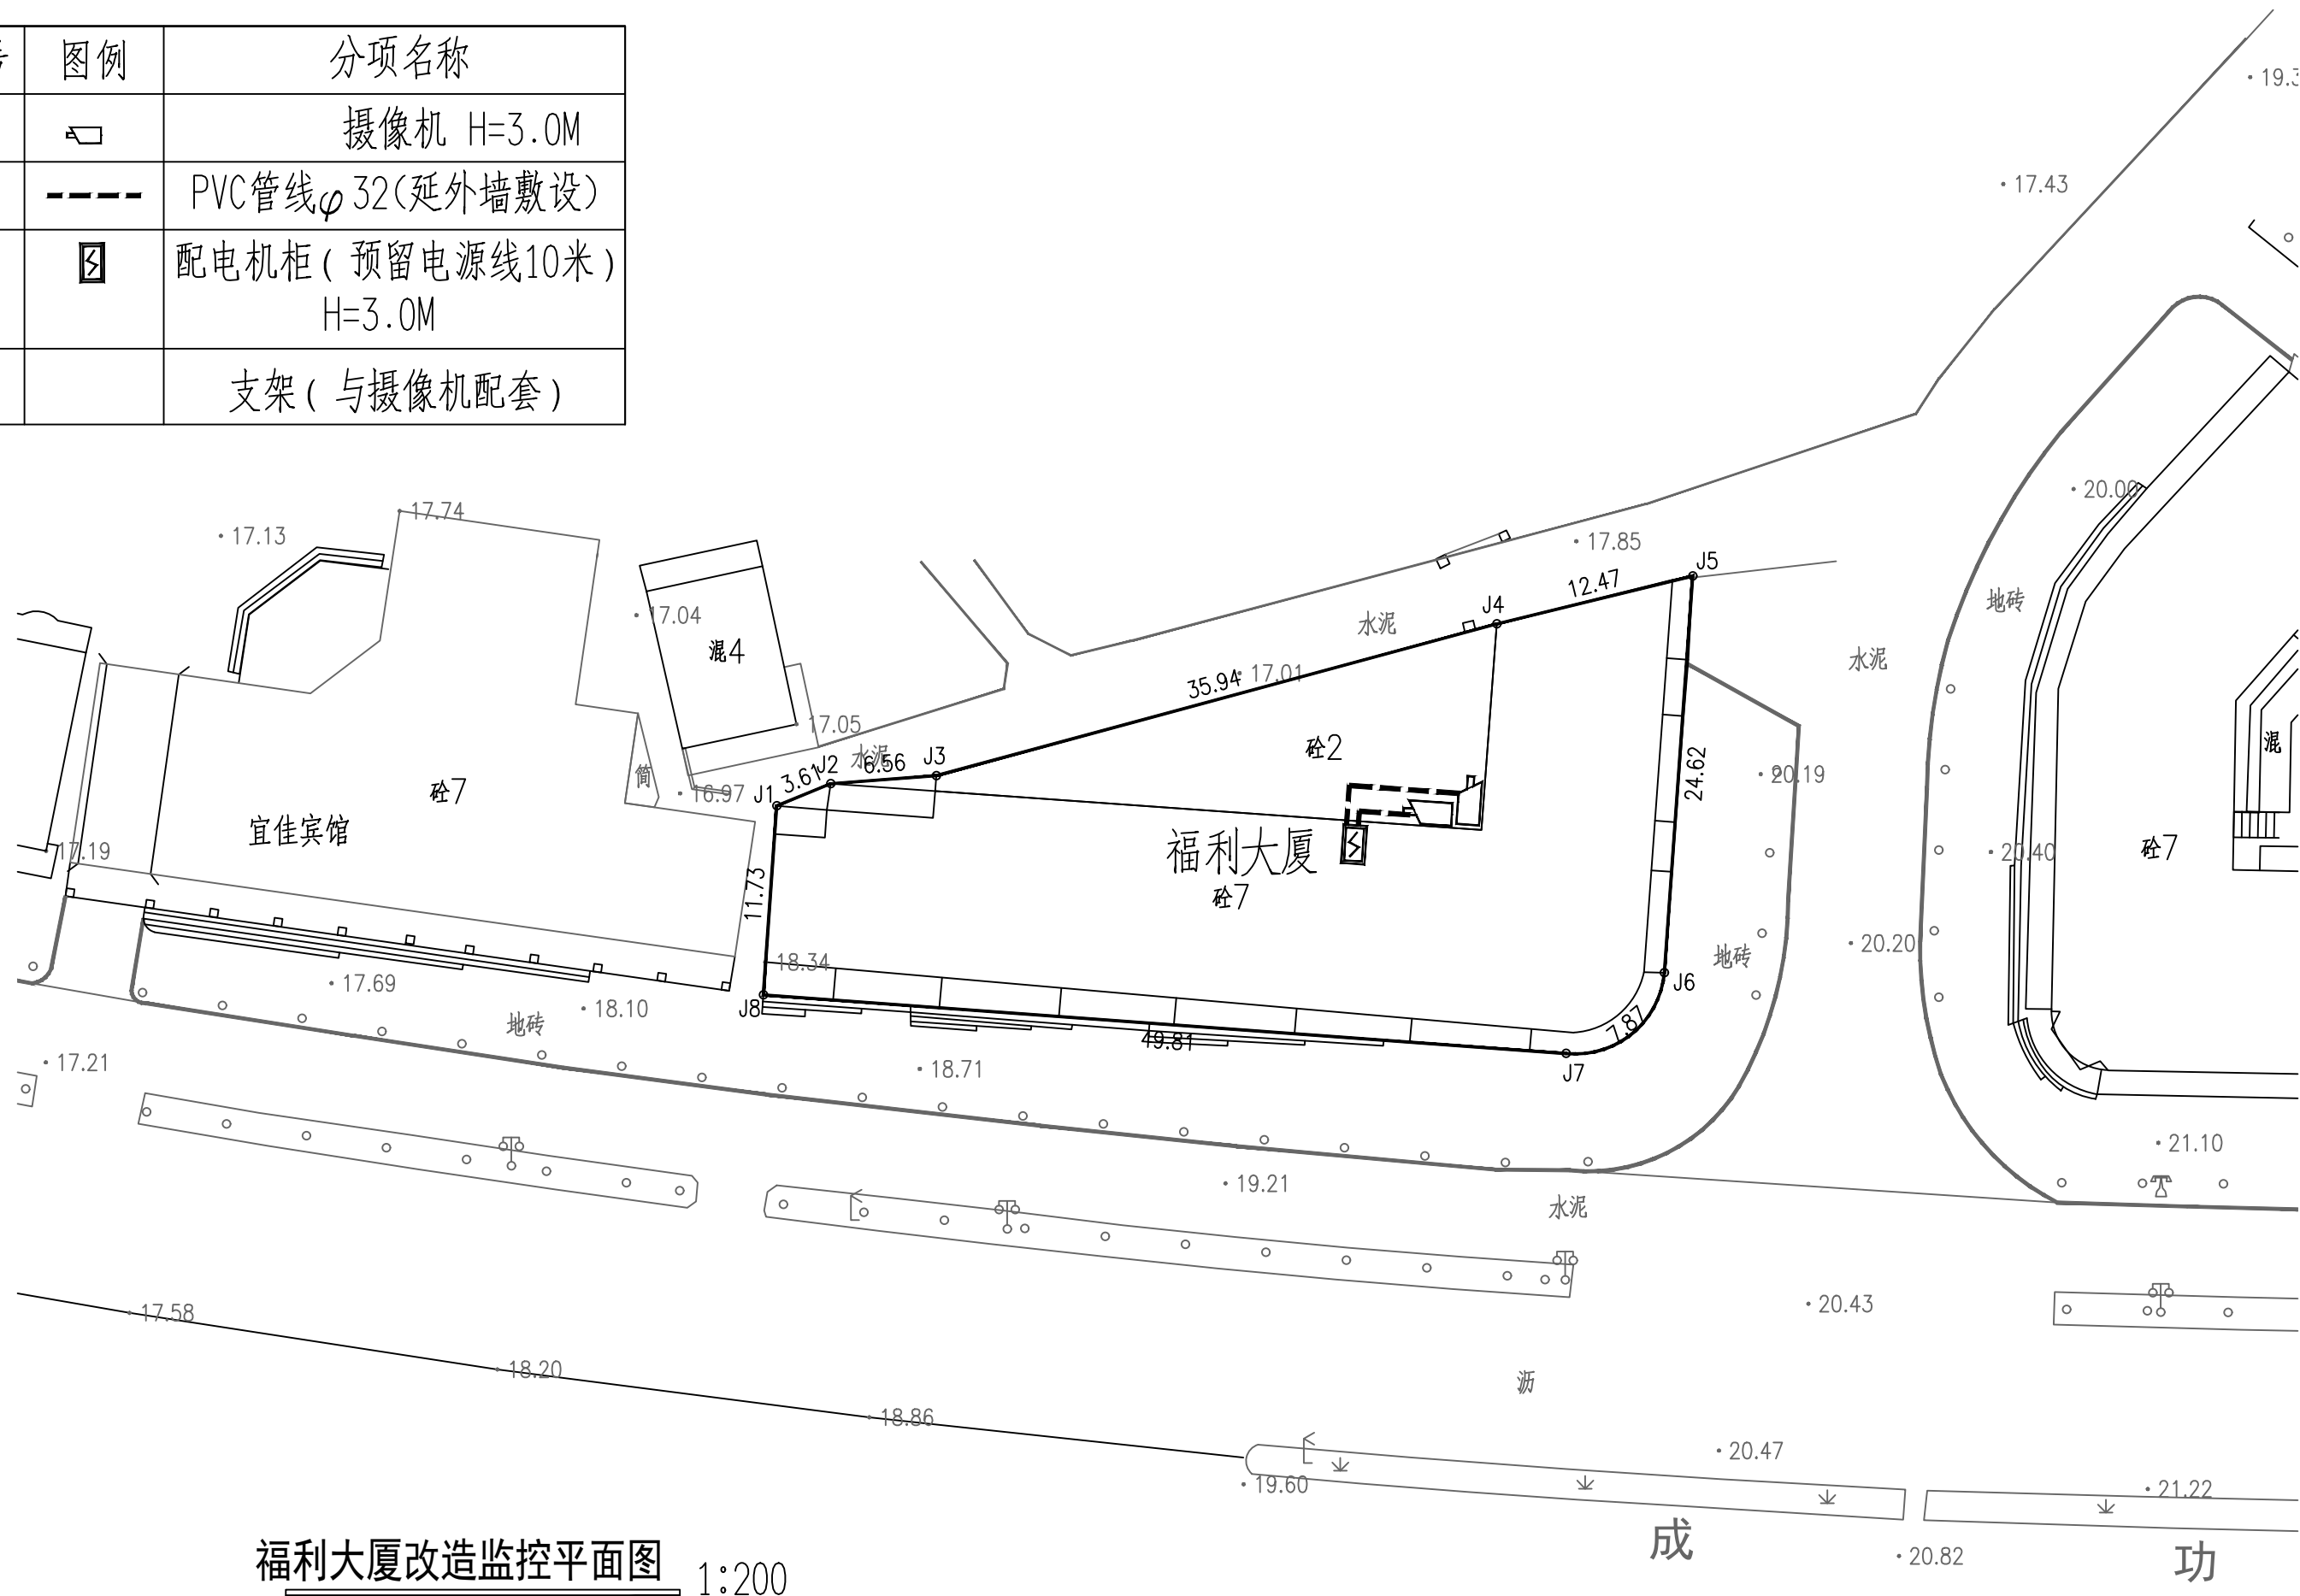 图例 分项名称
摄像机 H=3.0M
PVC管线φ32(延外墙敷设)
配电机柜(预留电源线10米)
H=3.0M
支架(与摄像机配套)
17.43
17.74
17.13
17.85
20.00
J5
12.47
地砖
17.04
J4
水泥
混4
水泥
17.01
35.94
17.05
水泥
J3
砼2
混
24.62
J2
6.56
简
3.61
20.19
砼7
16.97
J1
宜佳宾馆
17.19
福利大厦
20.40
砼7
11.73
砼7
20.20
地砖
18.34
17.69
J6
J8
18.10
地砖
7.87
49.81
17.21
18.71
J7
21.10
19.21
水泥
17.58
20.43
18.20
沥
18.86
20.47
19.60
21.22
成
功
20.82
福利大厦改造监控平面图 1:200